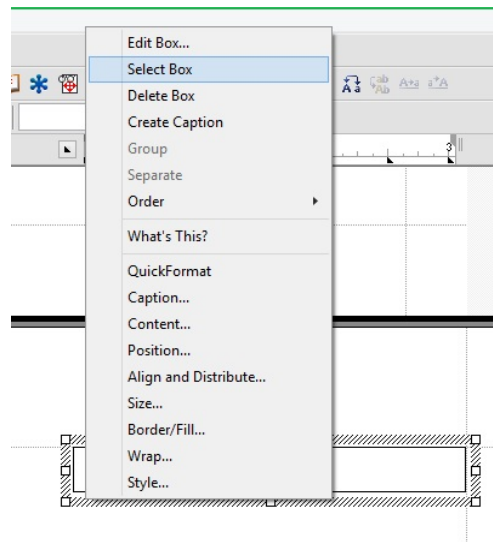 Edit Box...
Select Box
Delete Box
Create Caption
Group
Separate
Order
What's This?
QuickFormat
Caption...
Content...
Position...
Align and Distribute...
Size...
Border/Fill...
Wrap...
Style...
3